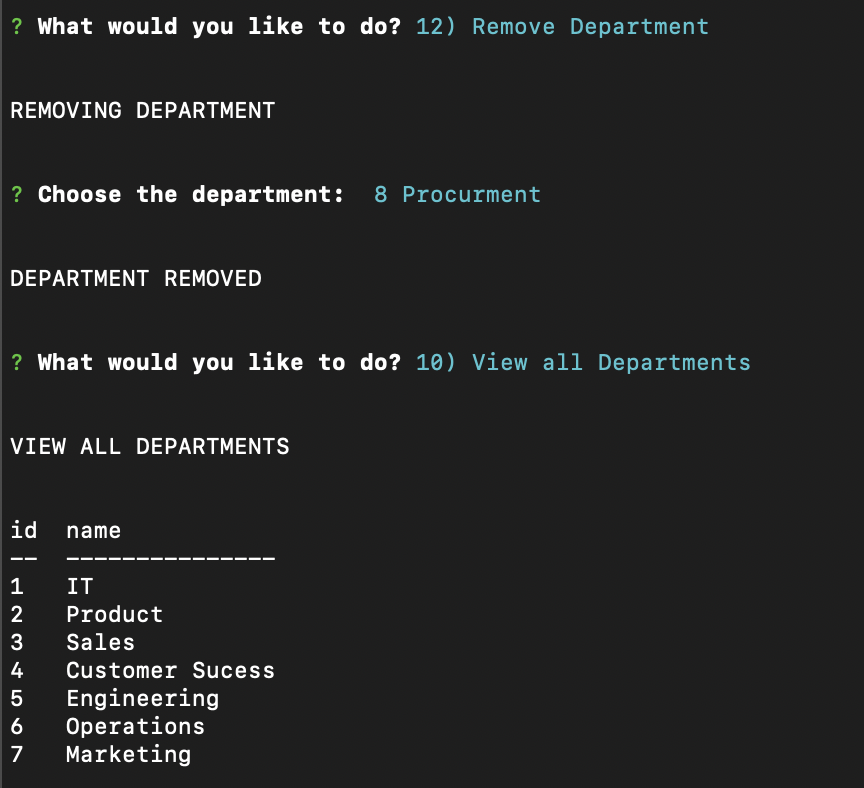 ? What would you like to do? 12) Remove Department
REMOVING DEPARTMENT
? Choose the department:  8 Procurment
DEPARTMENT REMOVED
? What would you like to do? 10) View all Departments
VIEW ALL DEPARTMENTS
id  name
--  ---------------
1   IT
2   Product
3   Sales
4   Customer Sucess
5   Engineering
6   Operations
7   Marketing